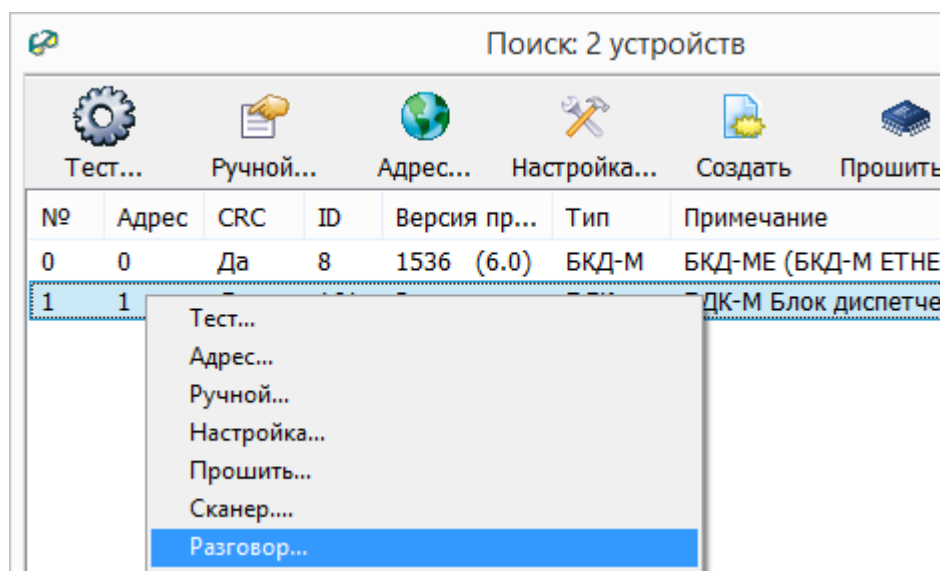 Поиск: 2 устройств
Тест... Ручной... Адрес... Настройка... Создать Прошить
№ Адрес CRC ID Версия пр... Тип Примечание
0 0 Да 8 1536 (6.0) БКД-М БКД-МЕ (БКД-М ETHE
1 1 ДК-М Блок диспетче
Тест...
Адрес...
Ручной...
Настройка...
Прошить...
Сканер....
Разговор...